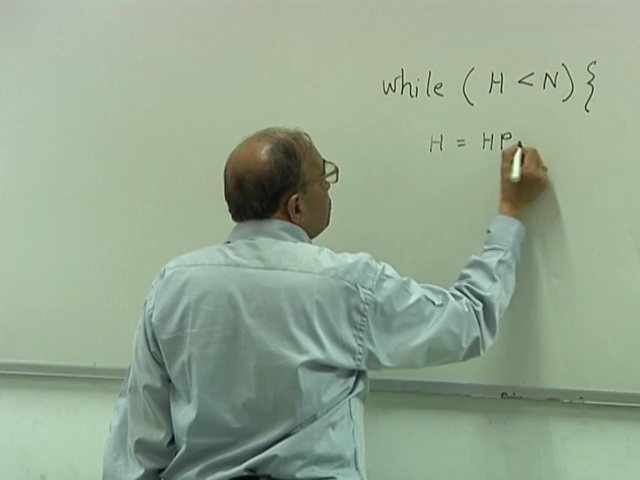 while ( H < N ) {
H = HP